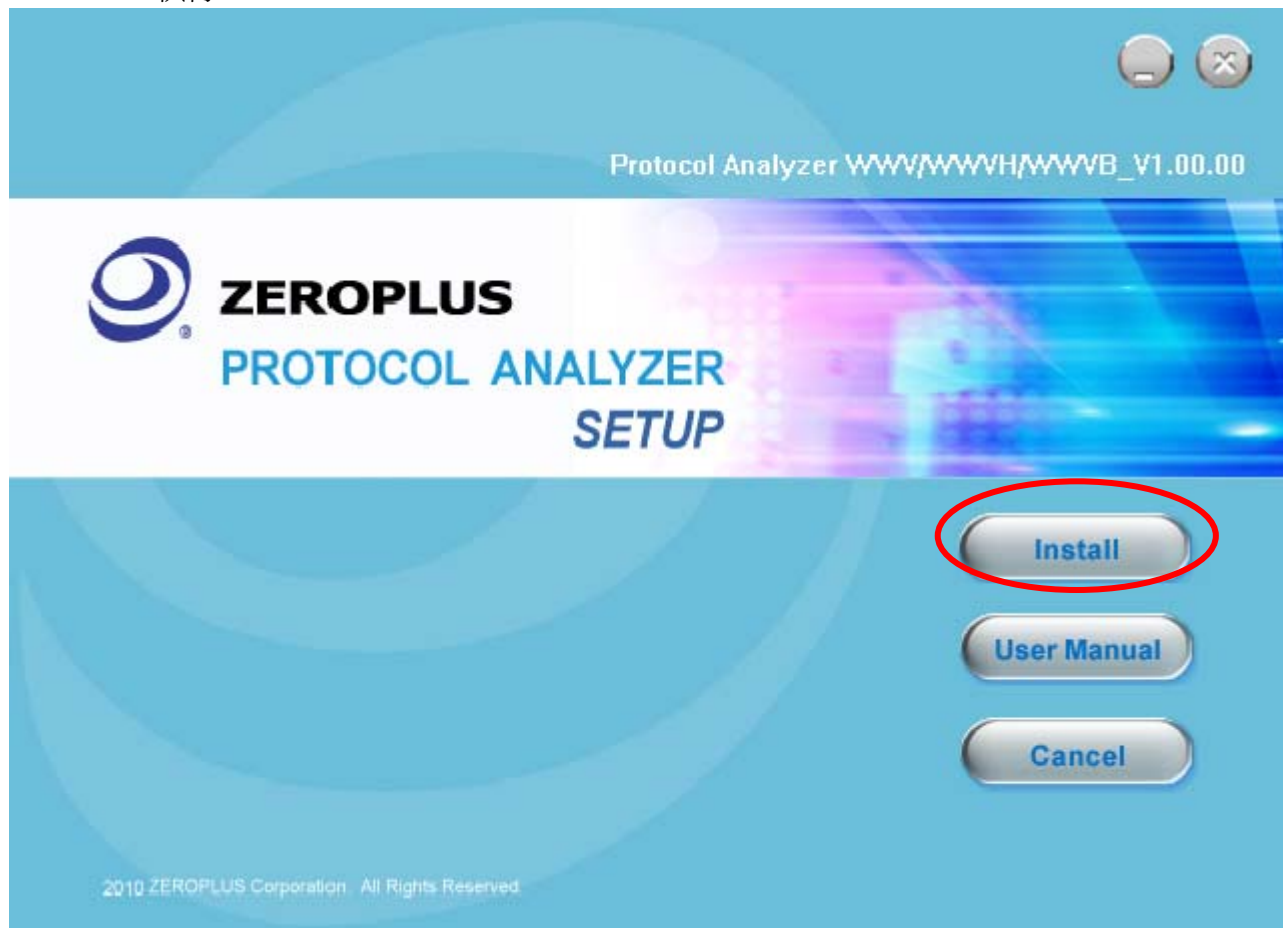 Protocol Analyzer WWV/WWVH/WWVB_V1.00.00
ZEROPLUS
®
PROTOCOL ANALYZER
SETUP
Install
User Manual
Cancel
2010 ZEROPLUS Corporation. All Rights Reserved.